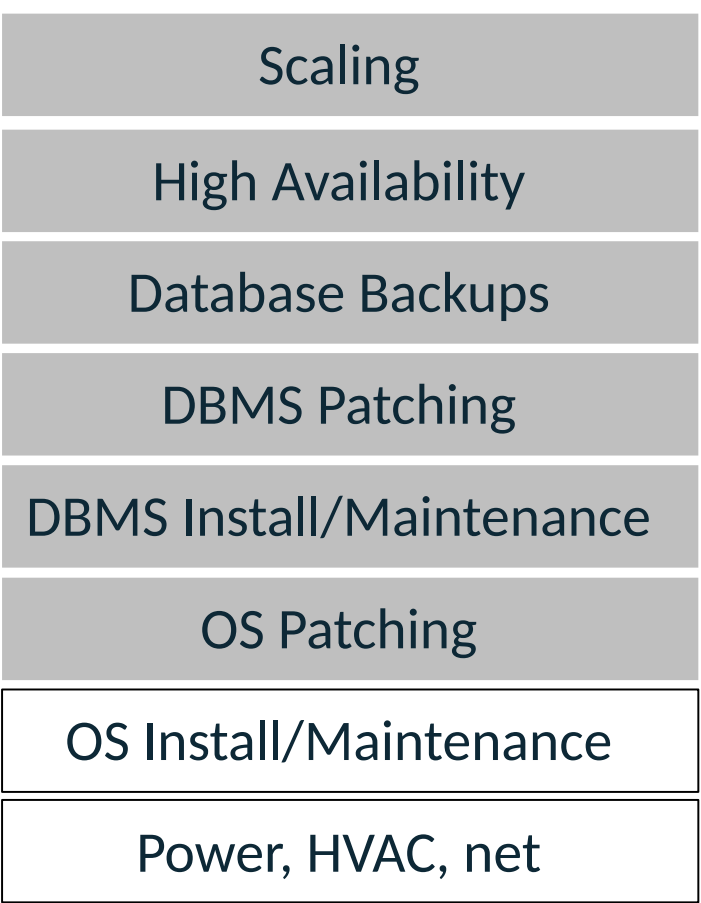 Scaling
High Availability
Database Backups
DBMS Patching
DBMS Install/Maintenance
OS Patching
OS Install/Maintenance
Power, HVAC, net